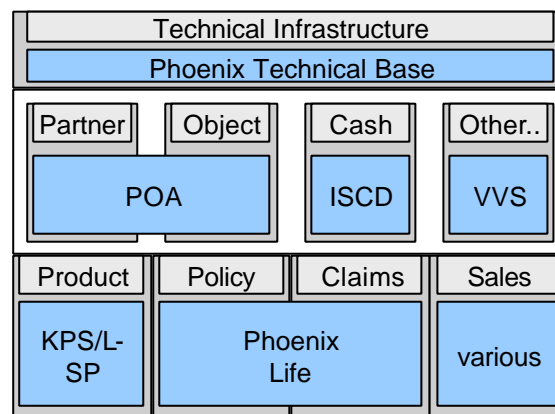 Technical Infrastructure
Phoenix Technical Base
Partner Object Cash Other..
POA ISCD VVS
Product Policy Claims Sales
KPS/L-
SP
Phoenix
Life
various